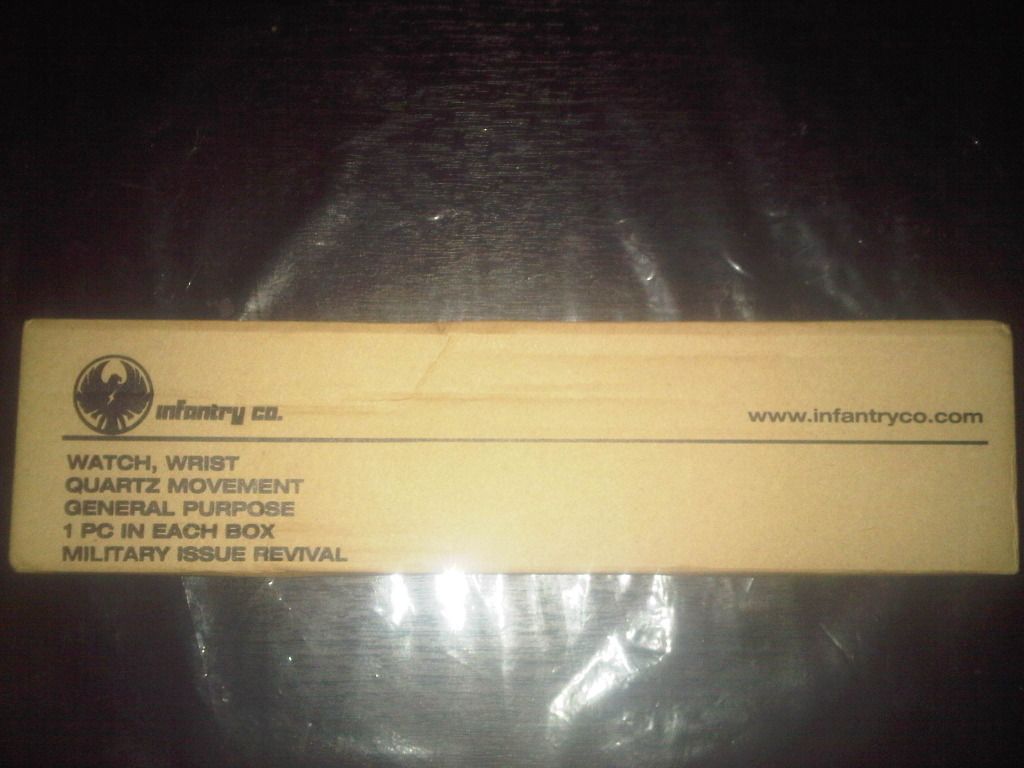 infantry co.
www.infantryco.com
WATCH, WRIST
QUARTZ MOVEMENT
GENERAL PURPOSE
1 PC IN EACH BOX
MILITARY ISSUE REVIVAL